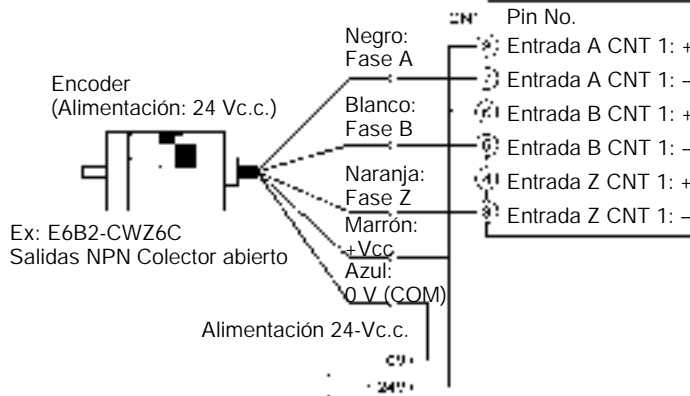 Pin No.
Negro:
Fase A
Entrada A CNT 1: +
Entrada A CNT 1: –
Encoder
(Alimentación: 24 Vc.c.)
Blanco:
Fase B
Entrada B CNT 1: +
Entrada B CNT 1: –
Naranja:
Fase Z
Entrada Z CNT 1: +
Entrada Z CNT 1: –
Ex: E6B2-CWZ6C
Salidas NPN Colector abierto
Marrón:
+Vcc
Azul:
0 V (COM)
Alimentación 24-Vc.c.